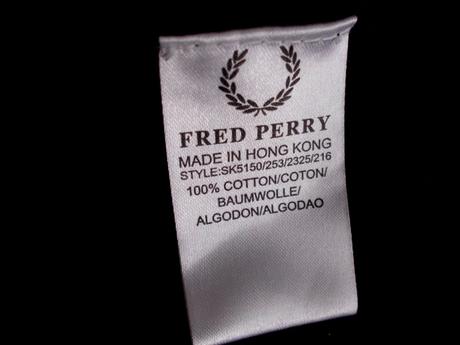 FRED PERRY
MADE IN HONG KONG
STYLE:SK5150/253/2325/216
100% COTTON/COTON/
BAUMWOLLE/
ALGODON/ALGODAO